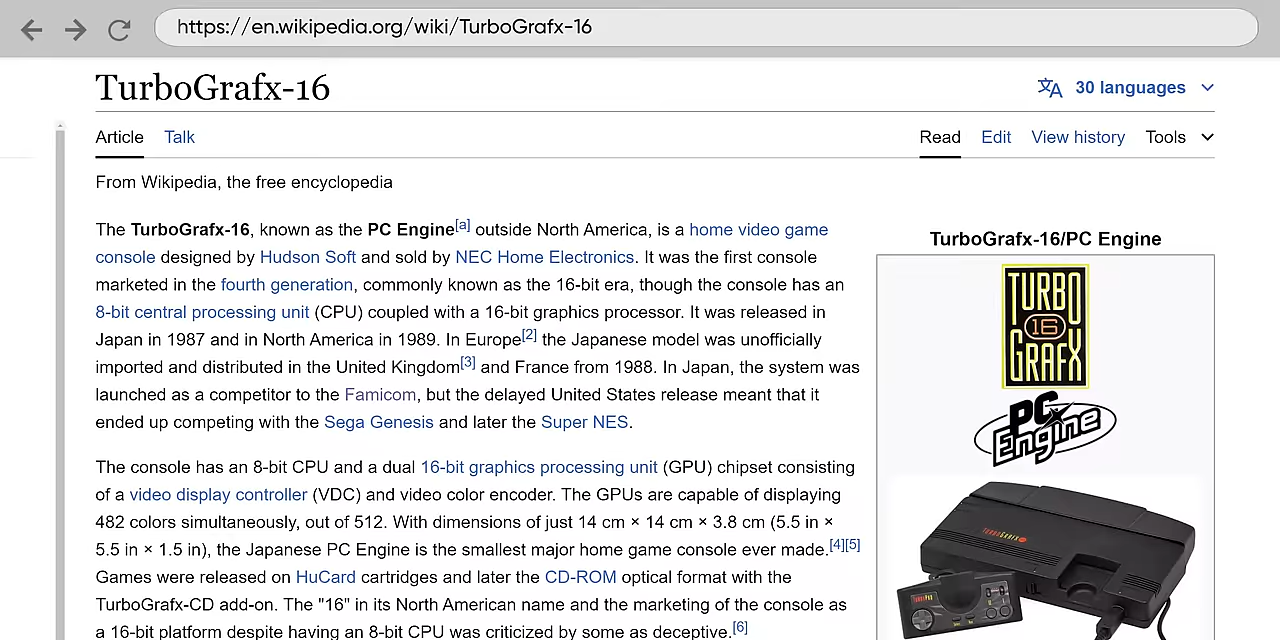 https://en.wikipedia.org/wiki/TurboGrafx-16
TurboGrafx-16
30 languages
Article Talk
Read Edit View history Tools
From Wikipedia, the free encyclopedia
The TurboGrafx-16, known as the PC Engine[a] outside North America, is a home video game
console designed by Hudson Soft and sold by NEC Home Electronics. It was the first console
marketed in the fourth generation, commonly known as the 16-bit era, though the console has an
8-bit central processing unit (CPU) coupled with a 16-bit graphics processor. It was released in
Japan in 1987 and in North America in 1989. In Europe[2] the Japanese model was unofficially
imported and distributed in the United Kingdom[3] and France from 1988. In Japan, the system was
launched as a competitor to the Famicom, but the delayed United States release meant that it
ended up competing with the Sega Genesis and later the Super NES.
The console has an 8-bit CPU and a dual 16-bit graphics processing unit (GPU) chipset consisting
of a video display controller (VDC) and video color encoder. The GPUs are capable of displaying
482 colors simultaneously, out of 512. With dimensions of just 14 cm × 14 cm × 3.8 cm (5.5 in ×
5.5 in × 1.5 in), the Japanese PC Engine is the smallest major home game console ever made.[4][5]
Games were released on HuCard cartridges and later the CD-ROM optical format with the
TurboGrafx-CD add-on. The "16" in its North American name and the marketing of the console as
a 16-bit platform despite having an 8-bit CPU was criticized by some as deceptive.[6]
TurboGrafx-16/PC Engine
TURBO
16
GRAFX
PC
Engine